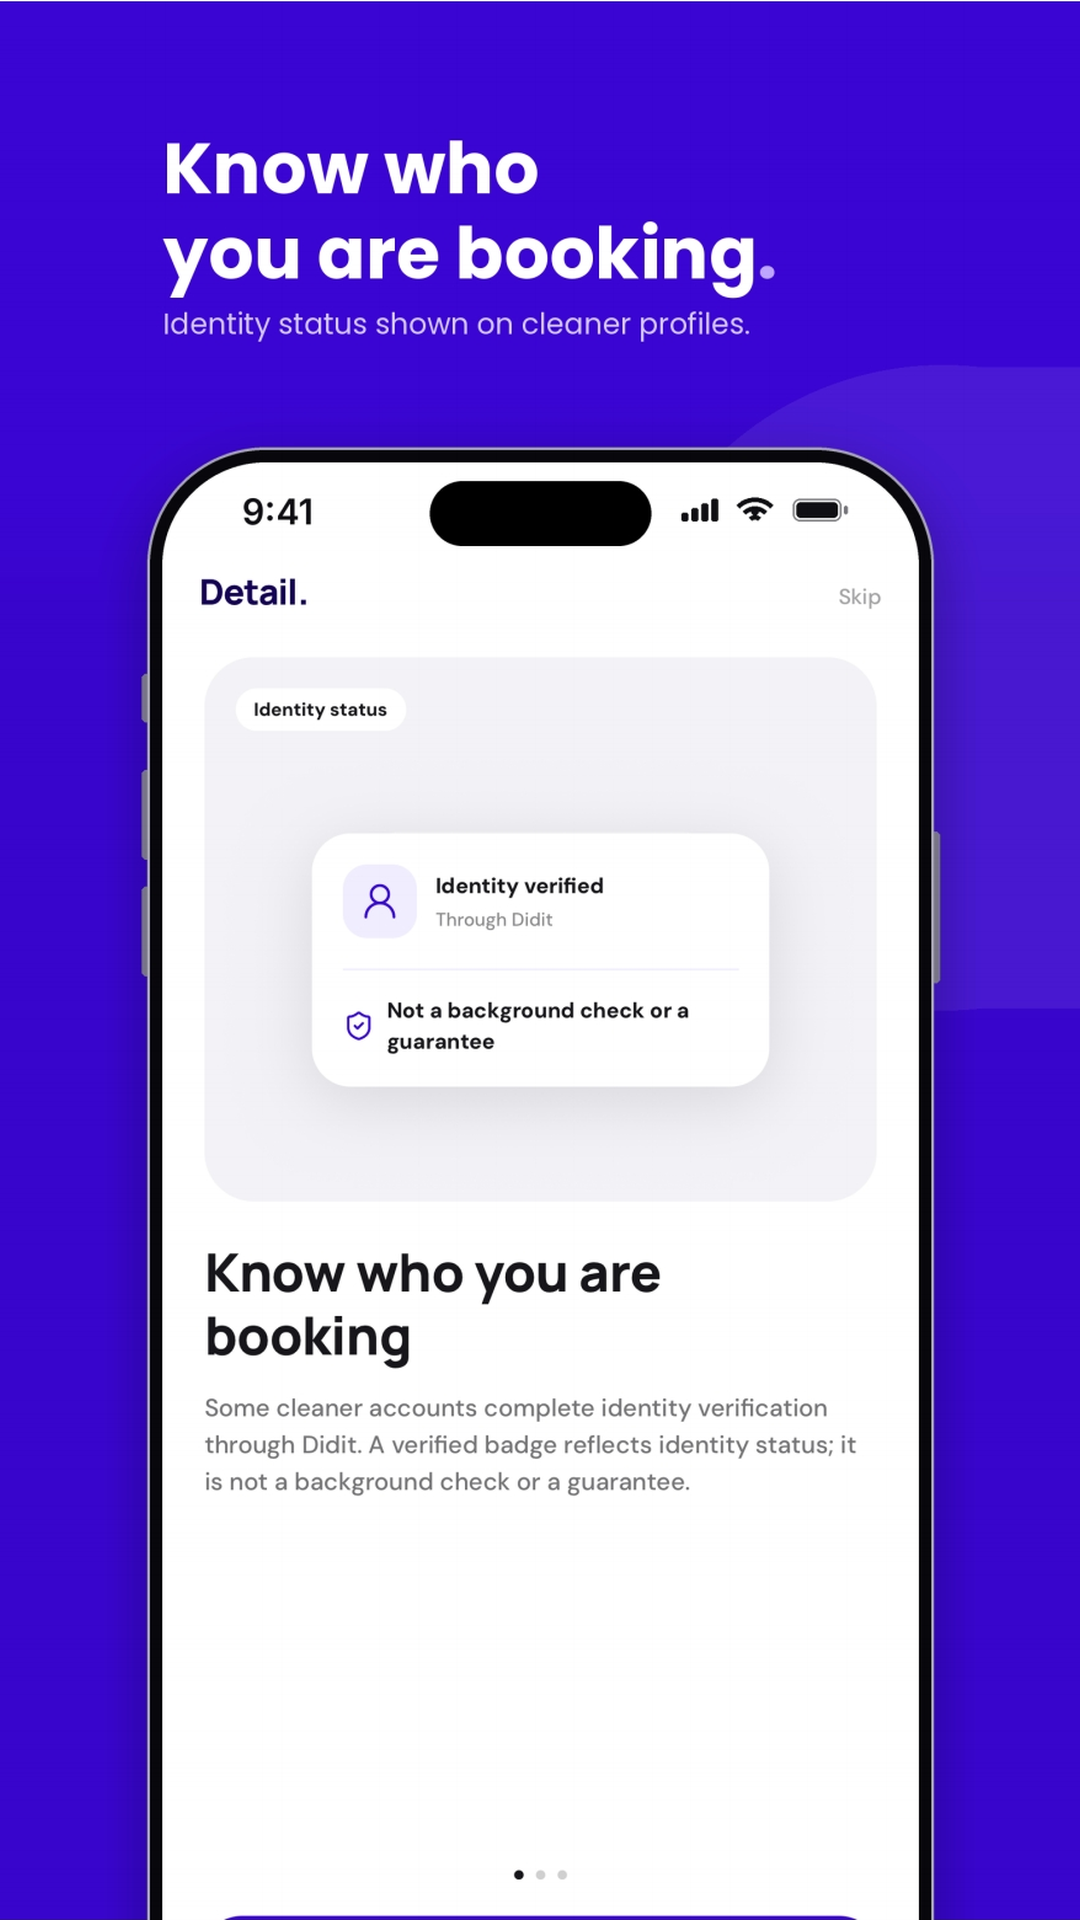 Know who
you are booking.
Identity status shown on cleaner profiles.
9:41
Detail.
Skip
Identity status
Identity verified
Through Didit
Not a background check or a
guarantee
Know who you are
booking
Some cleaner accounts complete identity verification
through Didit. A verified badge reflects identity status; it
is not a background check or a guarantee.